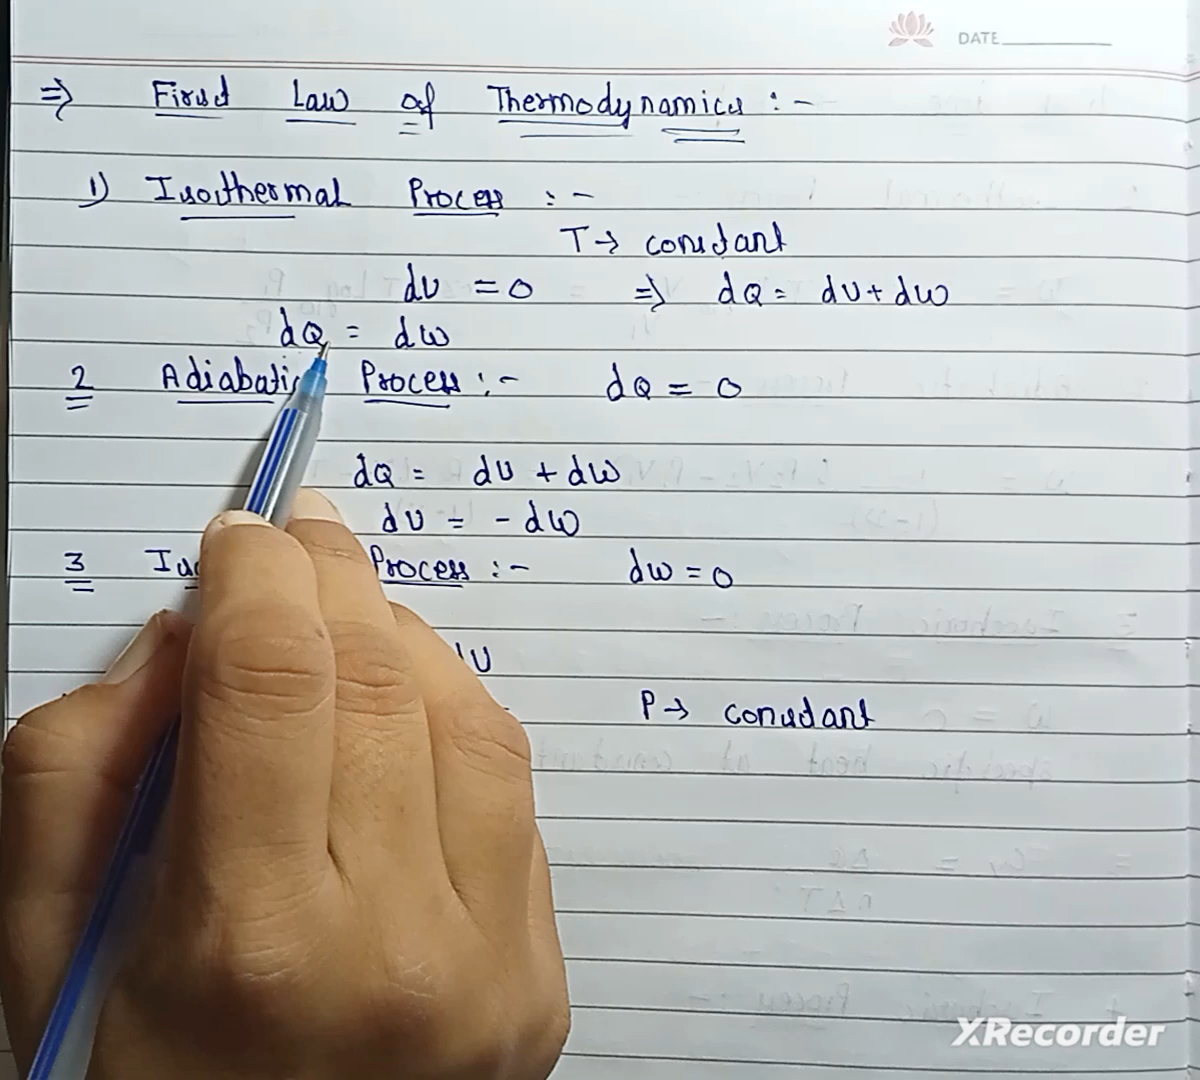 DATE
⇒ First Law of Thermodynamics :-
1) Isothermal Process :-
T → constant
dU = 0 ⇒ dQ = dU + dW
dQ = dW
2 Adiabatic Process :- dQ = 0
dQ = dU + dW
dU = - dW
3 Process :- dW = 0
dU
P → constant
XRecorder